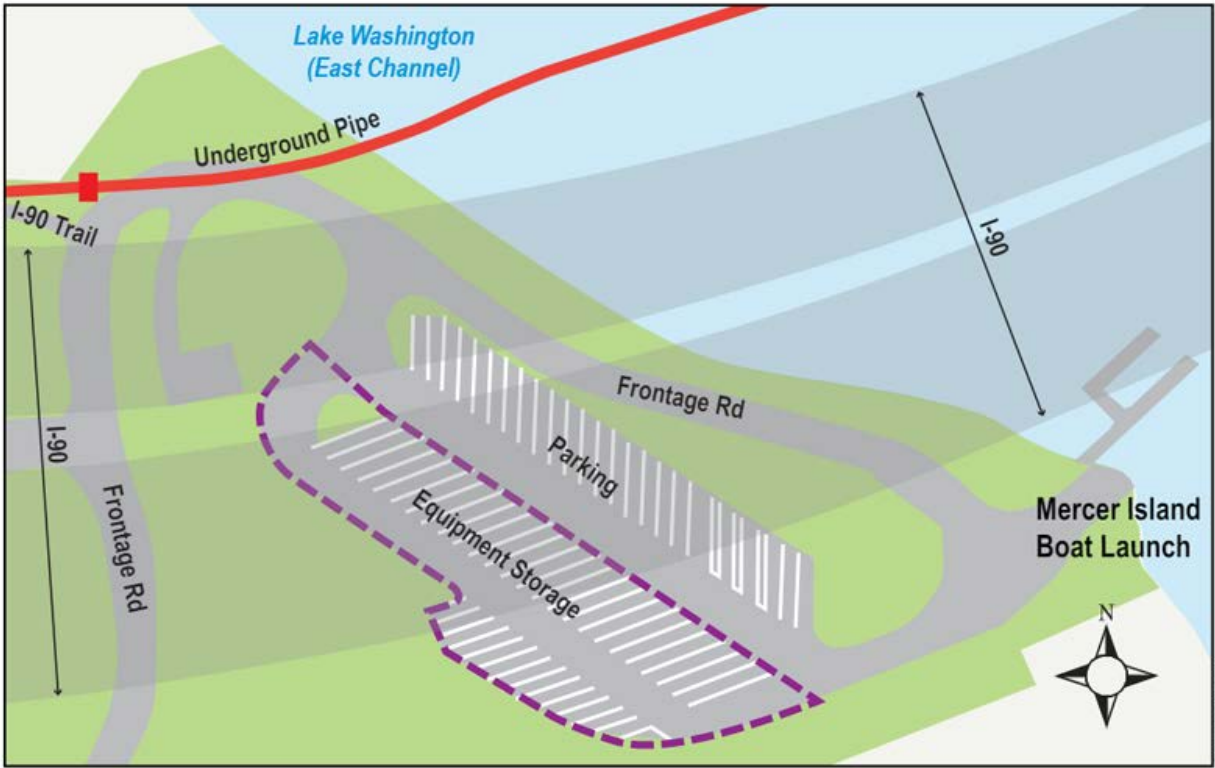 Lake Washington
(East Channel)
Underground Pipe
I-90 Trail
I-90
Frontage Rd
Parking
I-90
Equipment Storage
Frontage Rd
Mercer Island
Boat Launch
N